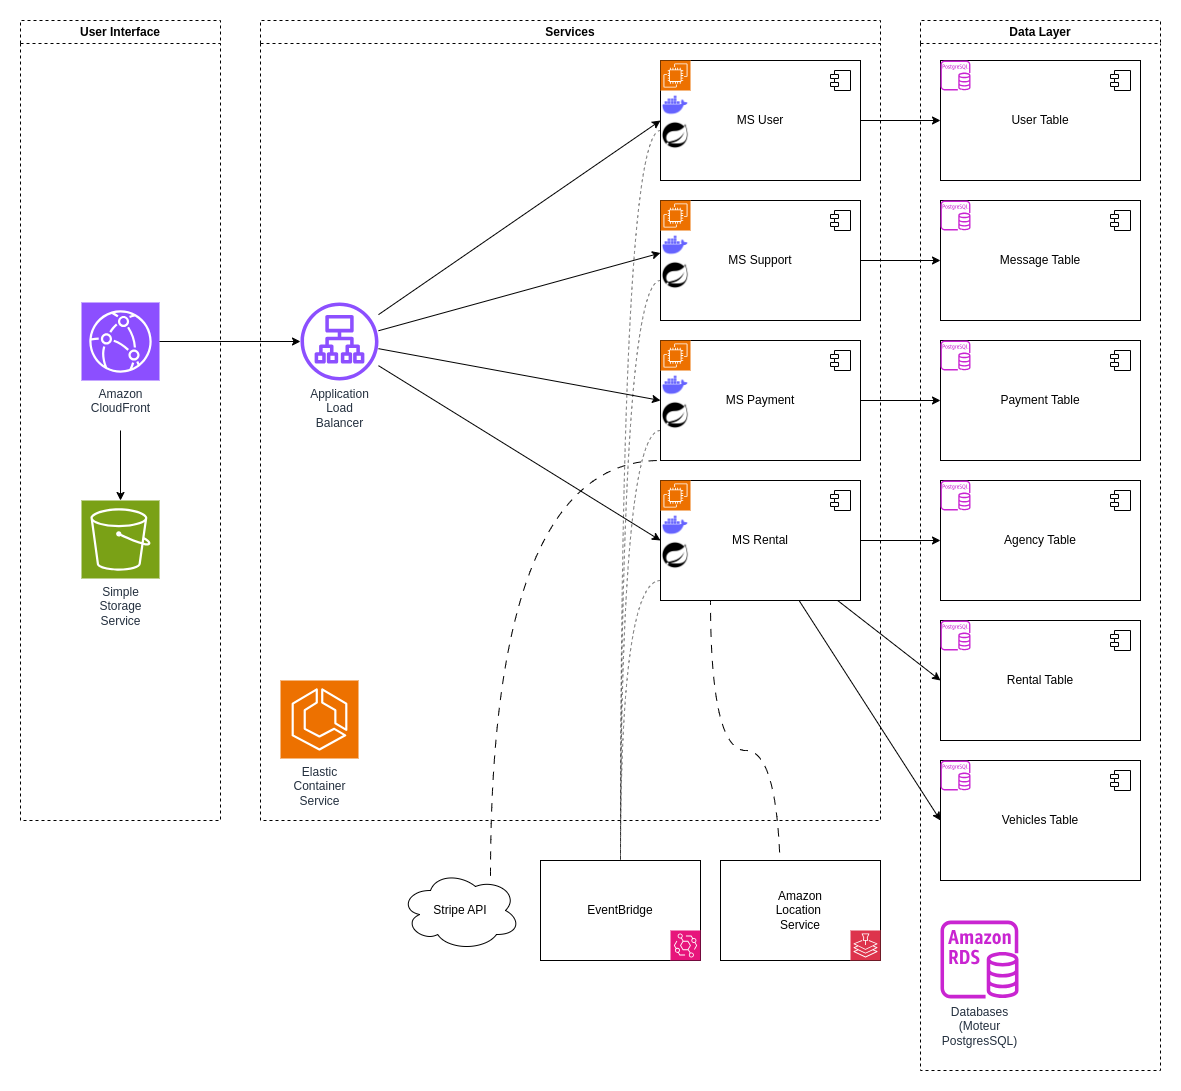 User Interface
Services
Data Layer
PostgreSQL
MS User
User Table
PostgreSQL
MS Support
Message Table
Amazon
CloudFront
Application
Load
Balancer
PostgreSQL
MS Payment
Payment Table
PostgreSQL
MS Rental
Agency Table
Simple
Storage
Service
PostgreSQL
Rental Table
Elastic
Container
Service
PostgreSQL
Vehicles Table
Stripe API
EventBridge
Amazon
Location
Service
Amazon
RDS
Databases
(Moteur
PostgresSQL)